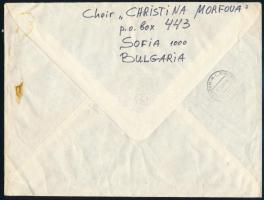 Choir „CHRISTINA MORFOVA"
p.o. Box 443
SOFIA 1000
BULGARIA